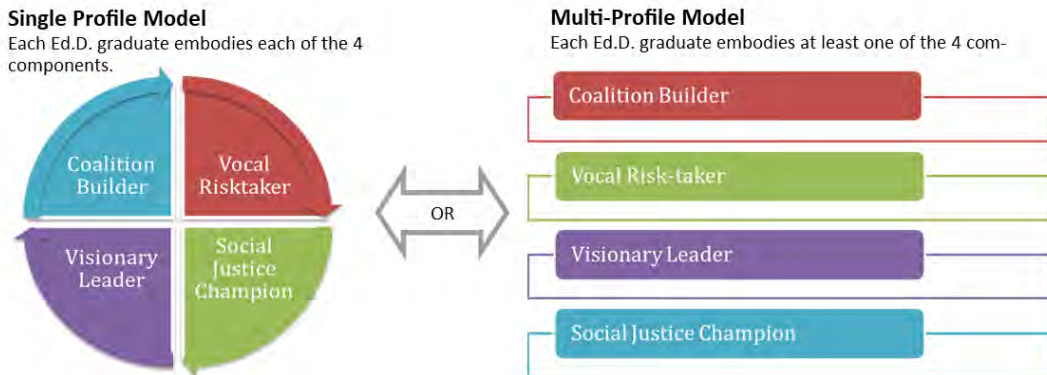 Single Profile Model
Each Ed.D. graduate embodies each of the 4
components.
Coalition
Builder
Vocal
Risktaker
Visionary
Leader
Social
Justice
Champion
OR
Multi-Profile Model
Each Ed.D. graduate embodies at least one of the 4 com-
Coalition Builder
Vocal Risk-taker
Visionary Leader
Social Justice Champion